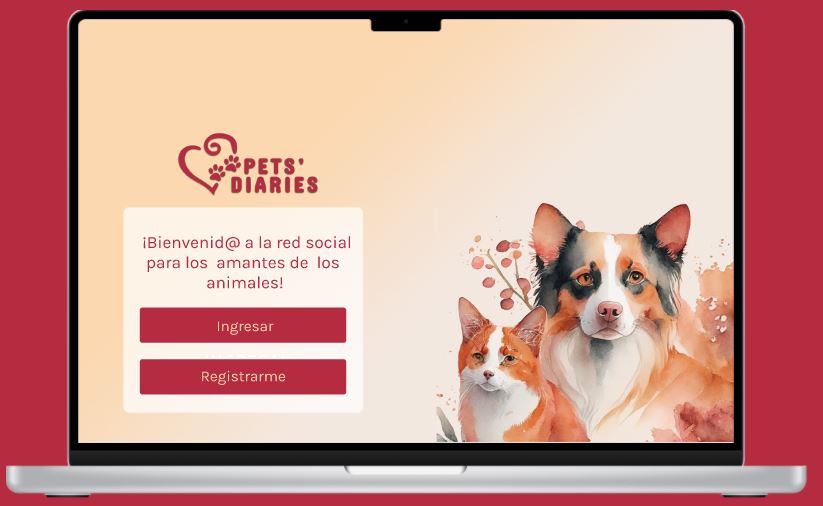 PETS'
DIARIES
¡Bienvenid@ a la red social
para los amantes de los
animales!
Ingresar
Registrarme